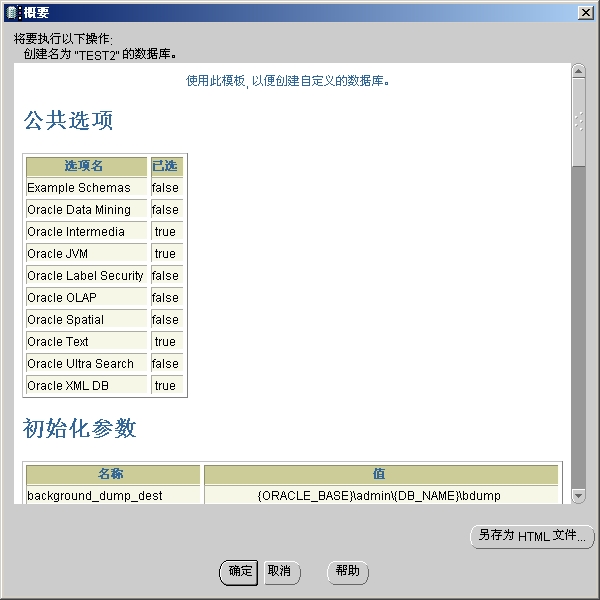 概要
将要执行以下操作:
创建名为 "TEST2" 的数据库。
使用此模板, 以便创建自定义的数据库。
公共选项
选项名 已选
Example Schemas false
Oracle Data Mining false
Oracle Intermedia true
Oracle JVM true
Oracle Label Security false
Oracle OLAP false
Oracle Spatial false
Oracle Text true
Oracle Ultra Search false
Oracle XML DB true
初始化参数
名称 值
background_dump_dest {ORACLE_BASE}\admin\{DB_NAME}\bdump
另存为 HTML 文件...
确定 取消 帮助